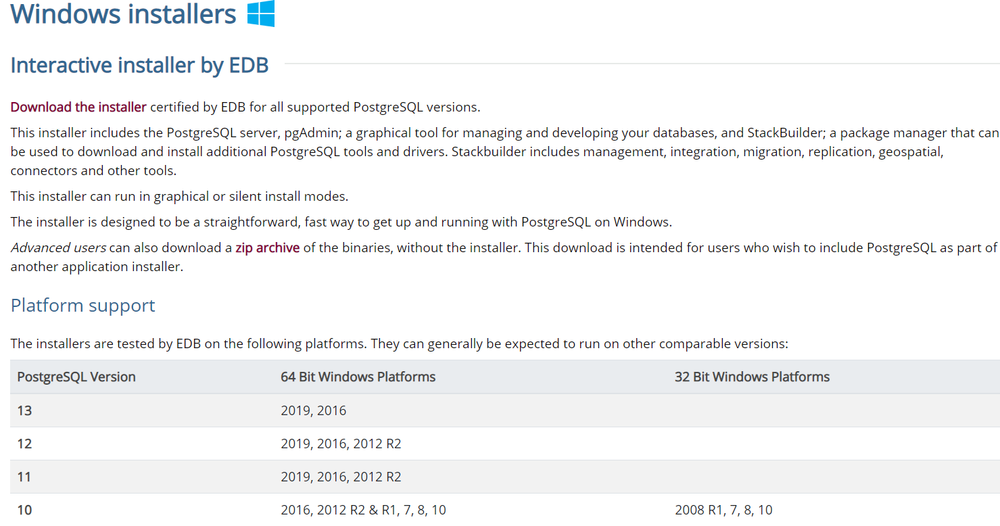 Windows installers
Interactive installer by EDB
Download the installer certified by EDB for all supported PostgreSQL versions.
This installer includes the PostgreSQL server, pgAdmin; a graphical tool for managing and developing your databases, and StackBuilder; a package manager that can
be used to download and install additional PostgreSQL tools and drivers. Stackbuilder includes management, integration, migration, replication, geospatial,
connectors and other tools.
This installer can run in graphical or silent install modes.
The installer is designed to be a straightforward, fast way to get up and running with PostgreSQL on Windows.
Advanced users can also download a zip archive of the binaries, without the installer. This download is intended for users who wish to include PostgreSQL as part of
another application installer.
Platform support
The installers are tested by EDB on the following platforms. They can generally be expected to run on other comparable versions:
PostgreSQL Version 64 Bit Windows Platforms 32 Bit Windows Platforms
13 2019, 2016
12 2019, 2016, 2012 R2
11 2019, 2016, 2012 R2
10 2016, 2012 R2 & R1, 7, 8, 10 2008 R1, 7, 8, 10